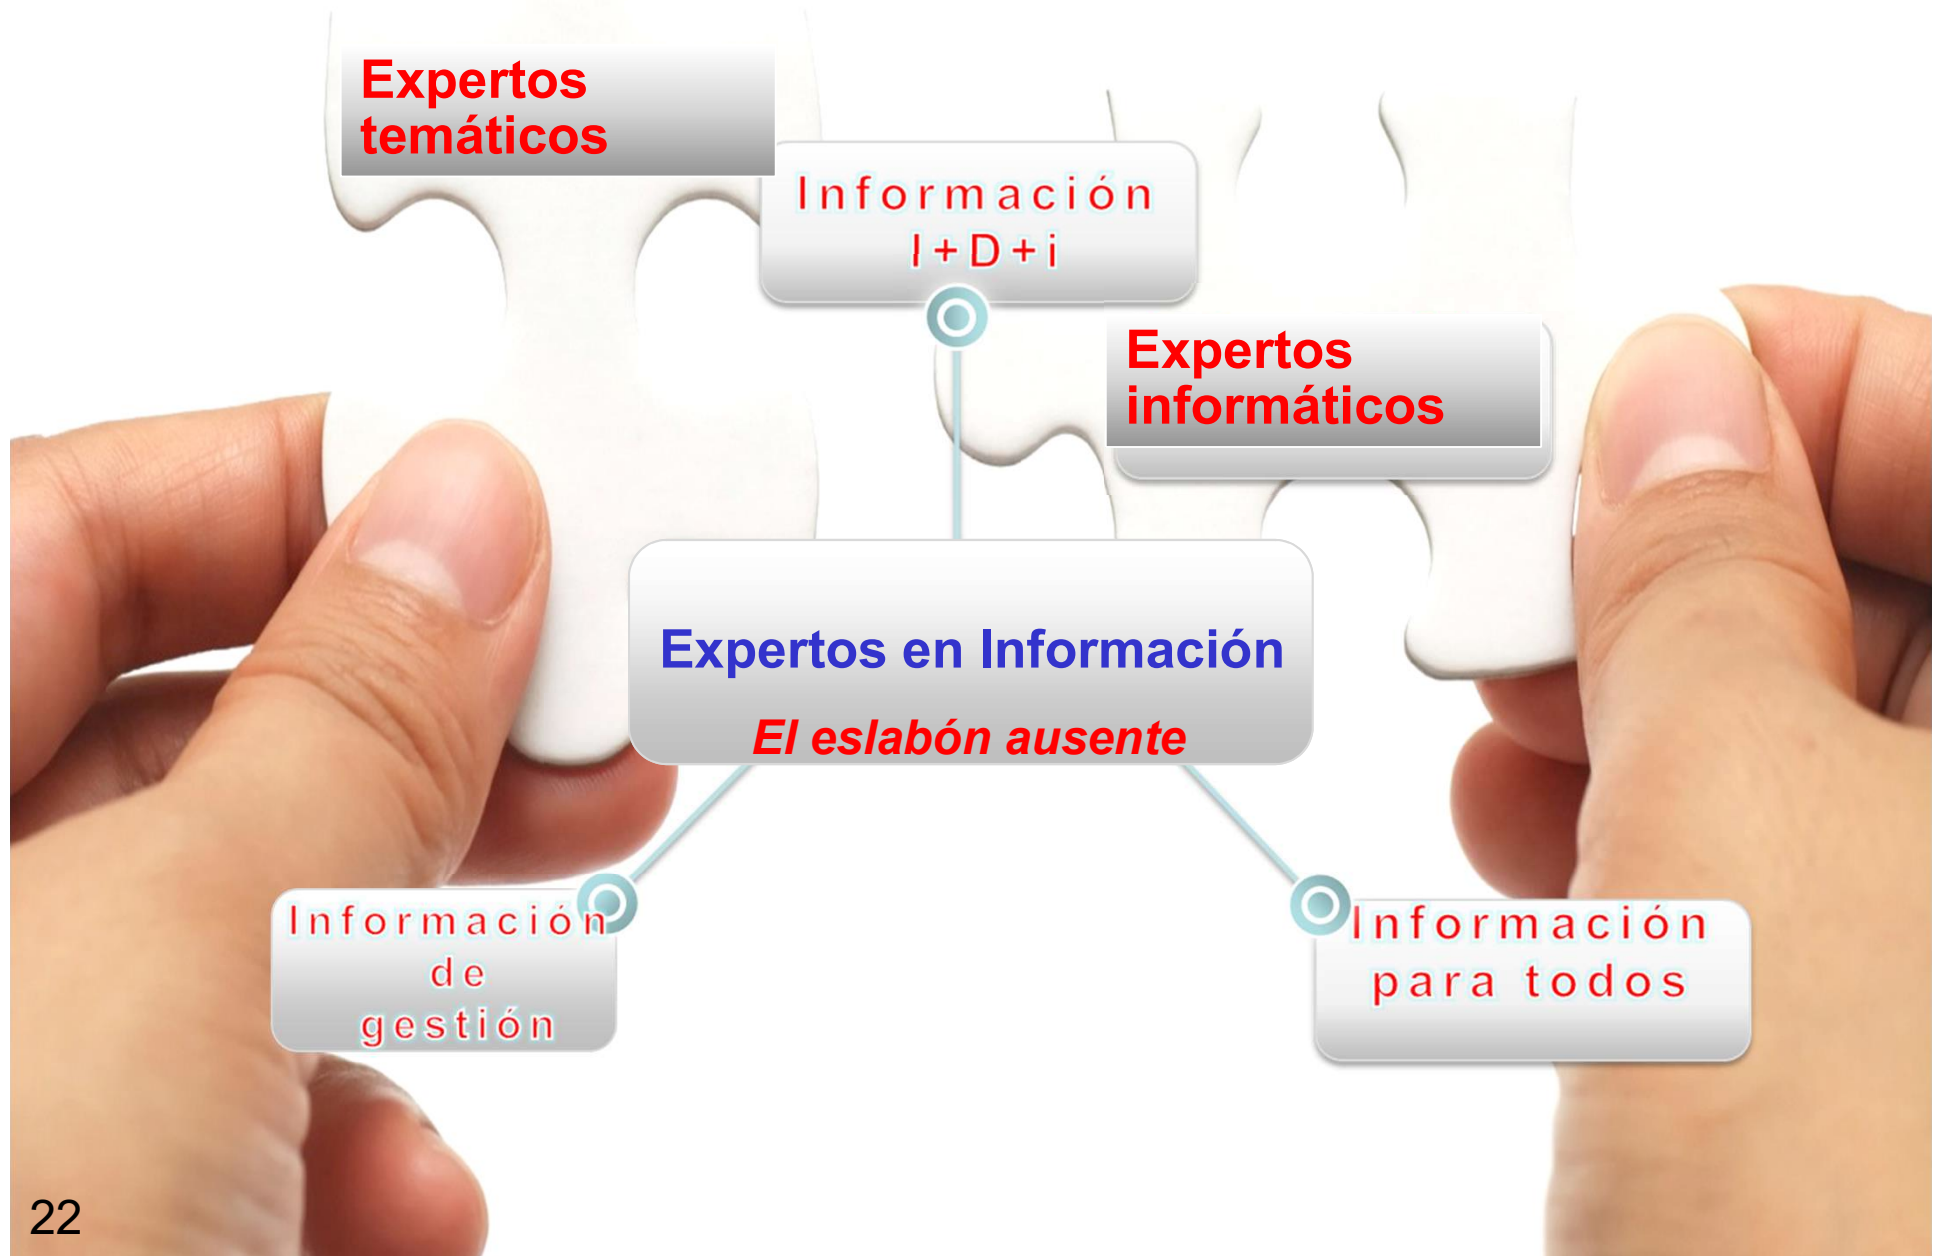 Expertos
temáticos
Información
I+D+i
Expertos
informáticos
Expertos en Información
El eslabón ausente
Información
de
gestión
Información
para todos
22